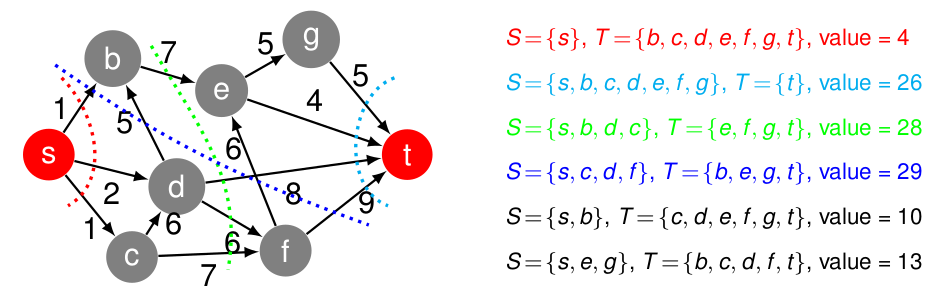 g
5
7
b
5
e
1
4
5
6
s
t
2
d
8
9
1
6
6
f
c
7
S={s}, T={b, c, d, e, f, g, t}, value = 4
S={s, b, c, d, e, f, g}, T={t}, value = 26
S={s, b, d, c}, T={e, f, g, t}, value = 28
S={s, c, d, f}, T={b, e, g, t}, value = 29
S={s, b}, T={c, d, e, f, g, t}, value = 10
S={s, e, g}, T={b, c, d, f, t}, value = 13